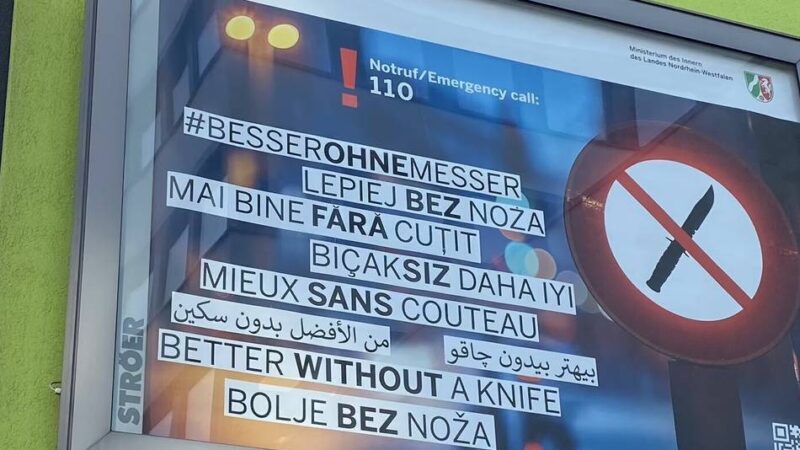 Ministerium des Innern
des Landes Nordrhein-Westfalen
Notruf/Emergency call:
110
#BESSEROHNEMESSER
LEPIEJ BEZ NOŻA
MAI BINE FĂRĂ CUȚIT
BIÇAKSIZ DAHA IYI
MIEUX SANS COUTEAU
من الأفضل بدون سكين
بیهتر بیدون چاقو
BETTER WITHOUT A KNIFE
BOLJE BEZ NOŽA
STRÖER